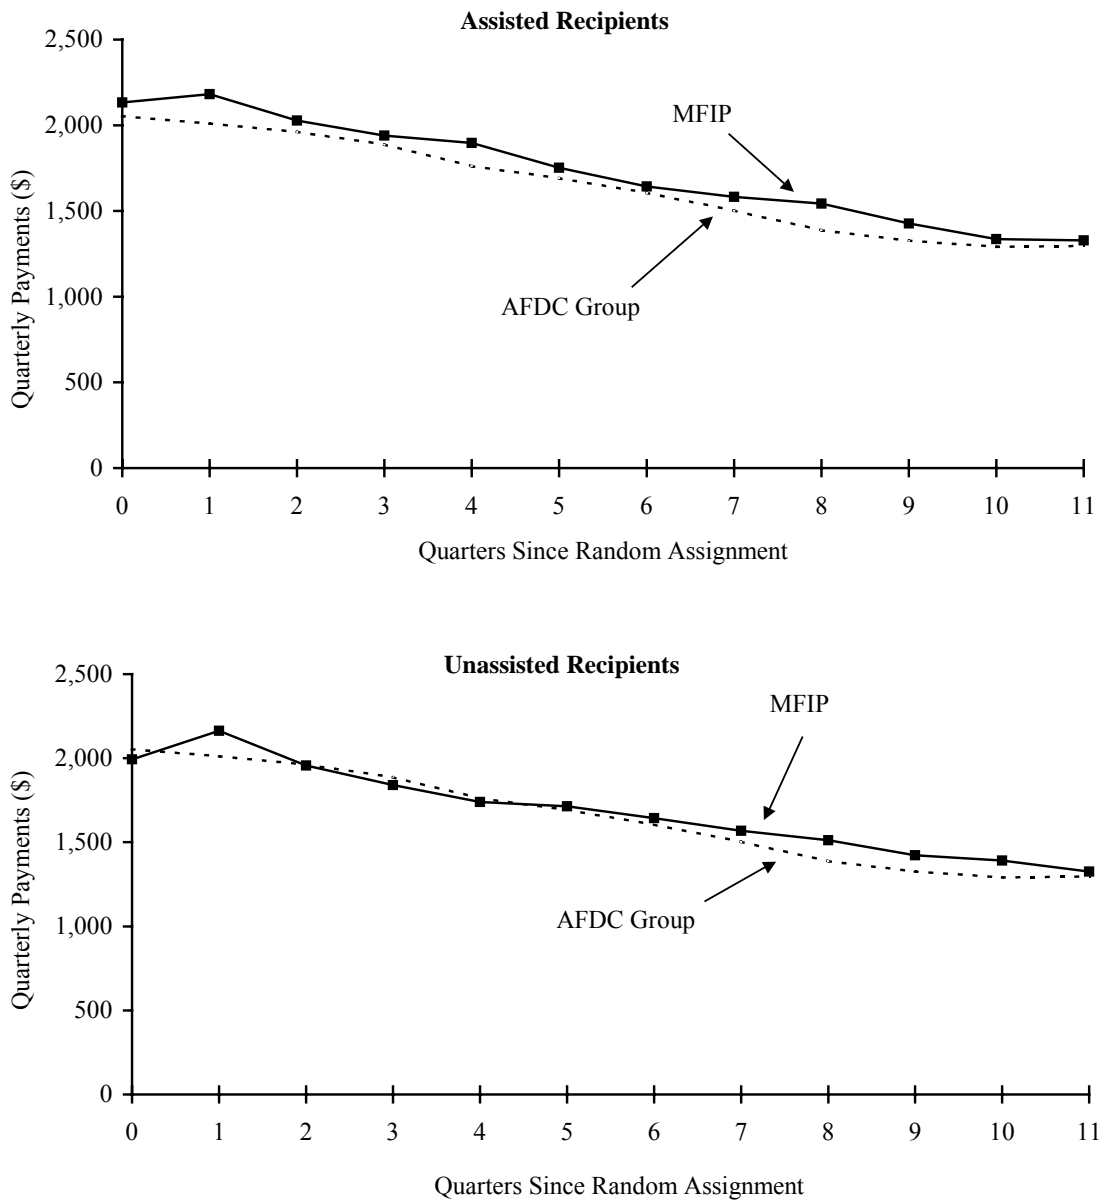 Assisted Recipients
2,500
2,000
1,500
1,000
500
0
Quarterly Payments ($)
MFIP
AFDC Group
0 1 2 3 4 5 6 7 8 9 10 11
Quarters Since Random Assignment
Unassisted Recipients
2,500
2,000
1,500
1,000
500
0
Quarterly Payments ($)
MFIP
AFDC Group
0 1 2 3 4 5 6 7 8 9 10 11
Quarters Since Random Assignment